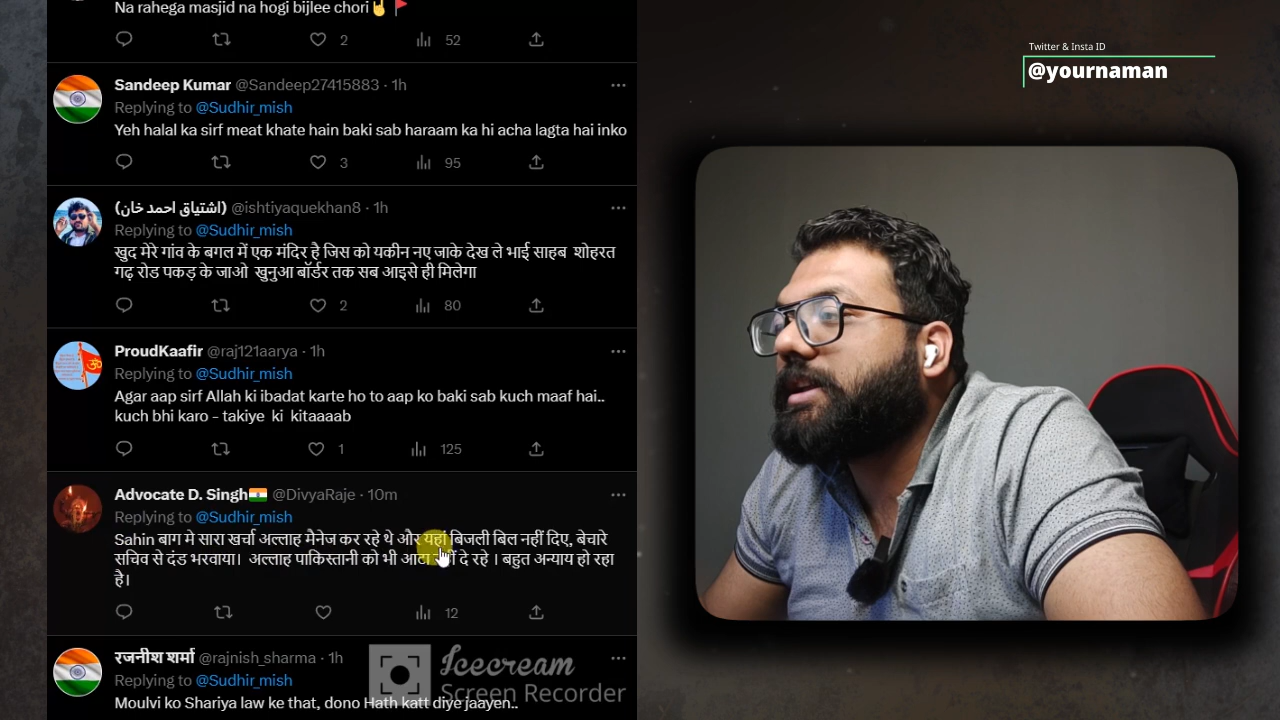 Na rahega masjid na hogi bijlee chori🤘🚩
2
52
Twitter & Insta ID
@yournaman
Sandeep Kumar @Sandeep27415883 · 1h
Replying to @Sudhir_mish
Yeh halal ka sirf meat khate hain baki sab haraam ka hi acha lagta hai inko
3
95
(اشتیاق احمد خان) @ishtiyaquekhan8 · 1h
Replying to @Sudhir_mish
खुद मेरे गांव के बगल में एक मंदिर है जिस को यकीन नए जाके देख ले भाई साहब शोहरत
गढ़ रोड पकड़ के जाओ खुनुआ बॉर्डर तक सब आइसे ही मिलेगा
2
80
ProudKaafir @raj121aarya · 1h
Replying to @Sudhir_mish
Agar aap sirf Allah ki ibadat karte ho to aap ko baki sab kuch maaf hai..
kuch bhi karo - takiye ki kitaaaab
1
125
Advocate D. Singh🇮🇳 @DivyaRaje · 10m
Replying to @Sudhir_mish
Sahin बाग मे सारा खर्चा अल्लाह मैनेज कर रहे थे और यहां बिजली बिल नहीं दिए, बेचारे
सचिव से दंड भरवाया। अल्लाह पाकिस्तानी को भी आटा दे रहे । बहुत अन्याय हो रहा
है।
12
रजनीश शर्मा @rajnish_sharma · 1h
Replying to @Sudhir_mish
Moulvi ko Shariya law ke that, dono Hath katt diye jaayen..
Icecream
Screen Recorder